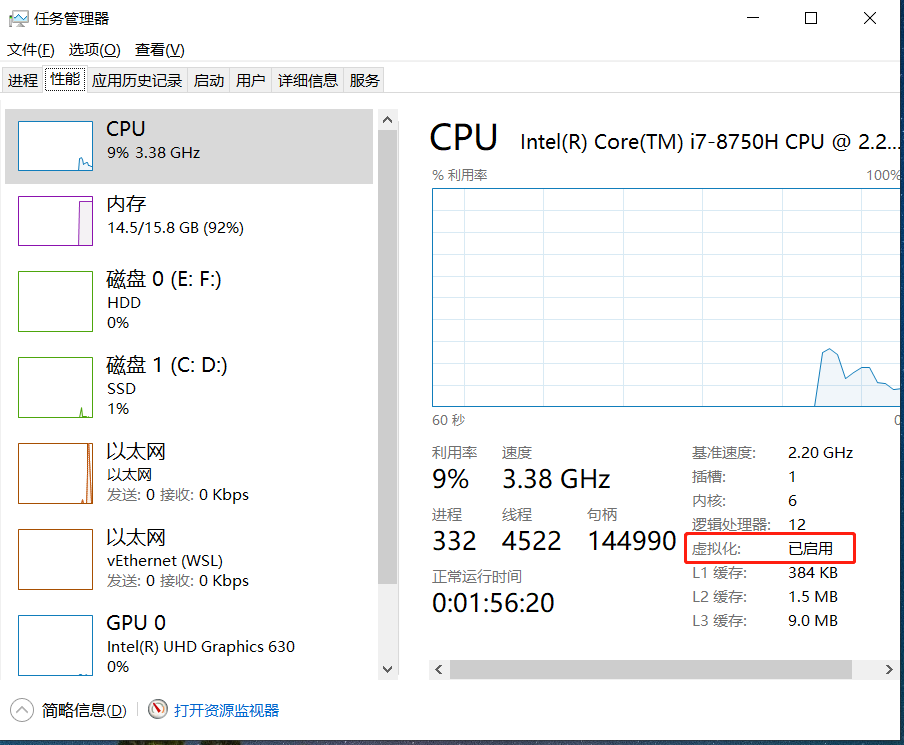 任务管理器
文件(F) 选项(O) 查看(V)
进程 性能 应用历史记录 启动 用户 详细信息 服务
CPU
9% 3.38 GHz
内存
14.5/15.8 GB (92%)
磁盘 0 (E: F:)
HDD
0%
磁盘 1 (C: D:)
SSD
1%
以太网
以太网
发送: 0 接收: 0 Kbps
以太网
vEthernet (WSL)
发送: 0 接收: 0 Kbps
GPU 0
Intel(R) UHD Graphics 630
0%
CPU Intel(R) Core(TM) i7-8750H CPU @ 2.2...
% 利用率 100%
60 秒 0
利用率 速度
9% 3.38 GHz
进程 线程 句柄
332 4522 144990
正常运行时间
0:01:56:20
基准速度: 2.20 GHz
插槽: 1
内核: 6
逻辑处理器: 12
虚拟化: 已启用
L1 缓存: 384 KB
L2 缓存: 1.5 MB
L3 缓存: 9.0 MB
简略信息(D) 打开资源监视器